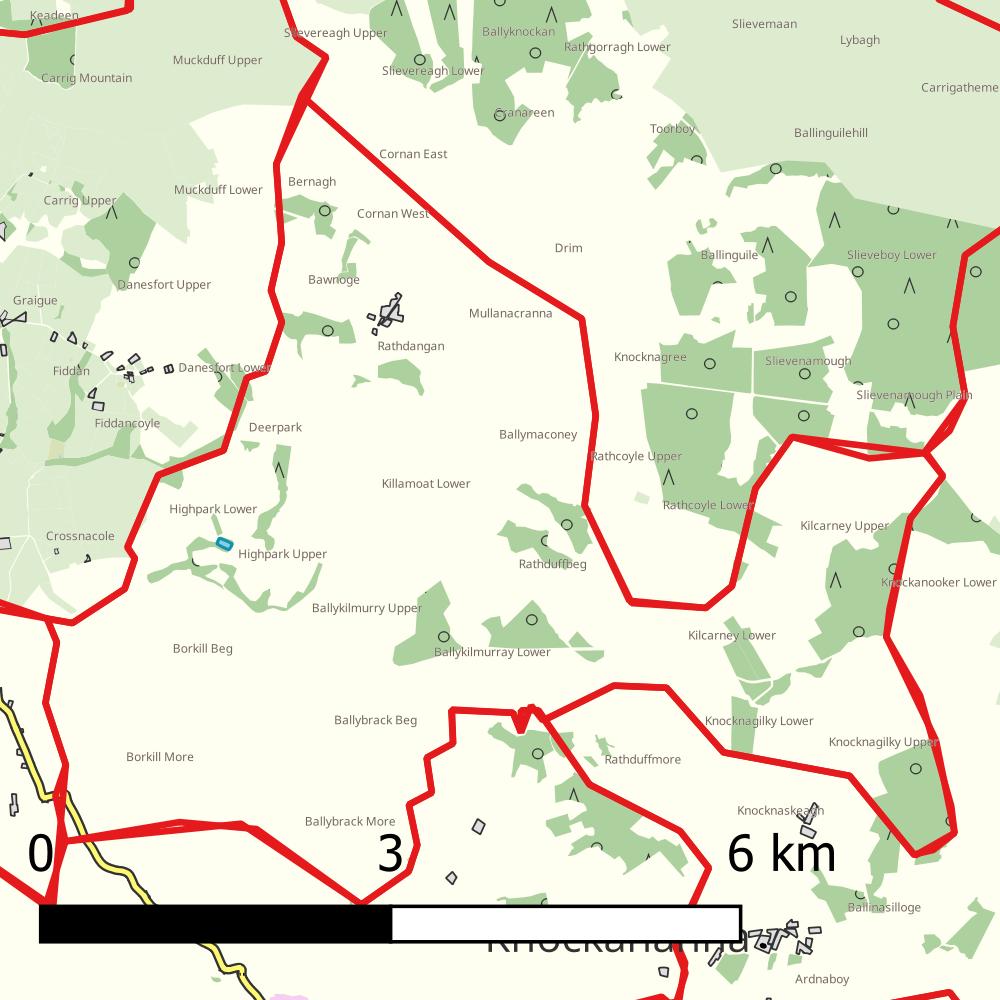 Keadeen
Slievereagh Upper
Ballyknockan
Slievemaan
Lybagh
Rathgorragh Lower
Muckduff Upper
Slievereagh Lower
Carrig Mountain
Carrigatheme
Cranareen
Toorboy
Ballinguilehill
Cornan East
Bernagh
Muckduff Lower
Carrig Upper
Cornan West
Drim
Ballinguile
Slieveboy Lower
Bawnoge
Danesfort Upper
Graigue
Mullanacranna
Rathdangan
Knocknagree
Slievenamough
Fiddan
Danesfort Lower
Slievenamough Plain
Fiddancoyle
Deerpark
Ballymaconey
Rathcoyle Upper
Killamoat Lower
Highpark Lower
Rathcoyle Lower
Kilcarney Upper
Crossnacole
Highpark Upper
Rathduffbeg
Knockanooker Lower
Ballykilmurry Upper
Kilcarney Lower
Borkill Beg
Ballykilmurray Lower
Ballybrack Beg
Knocknagilky Lower
Knocknagilky Upper
Borkill More
Rathduffmore
Knocknaskeagh
Ballybrack More
0 3 6 km
Ballinasilloge
Knockananna
Ardnaboy